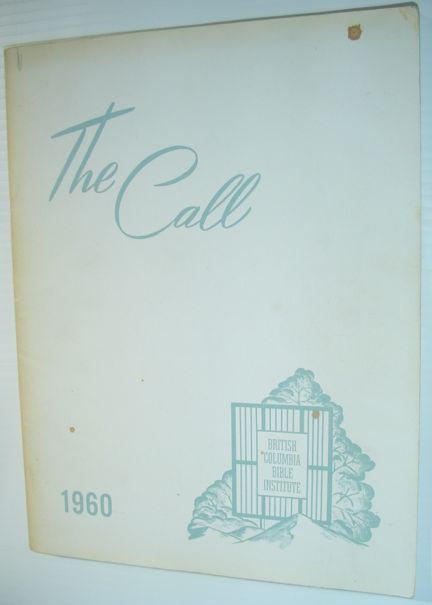 The
Call
BRITISH
COLUMBIA
BIBLE
INSTITUTE
1960